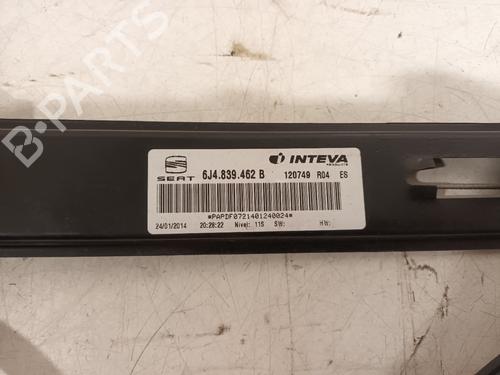 B-PARTS
SEAT
6J4.839.462 B
INTEVA
PRODUCTS
120749 R04 ES
*PAPDF0721401240024*
24/01/2014 20:28:22 Nivel: 115 SW: HW: